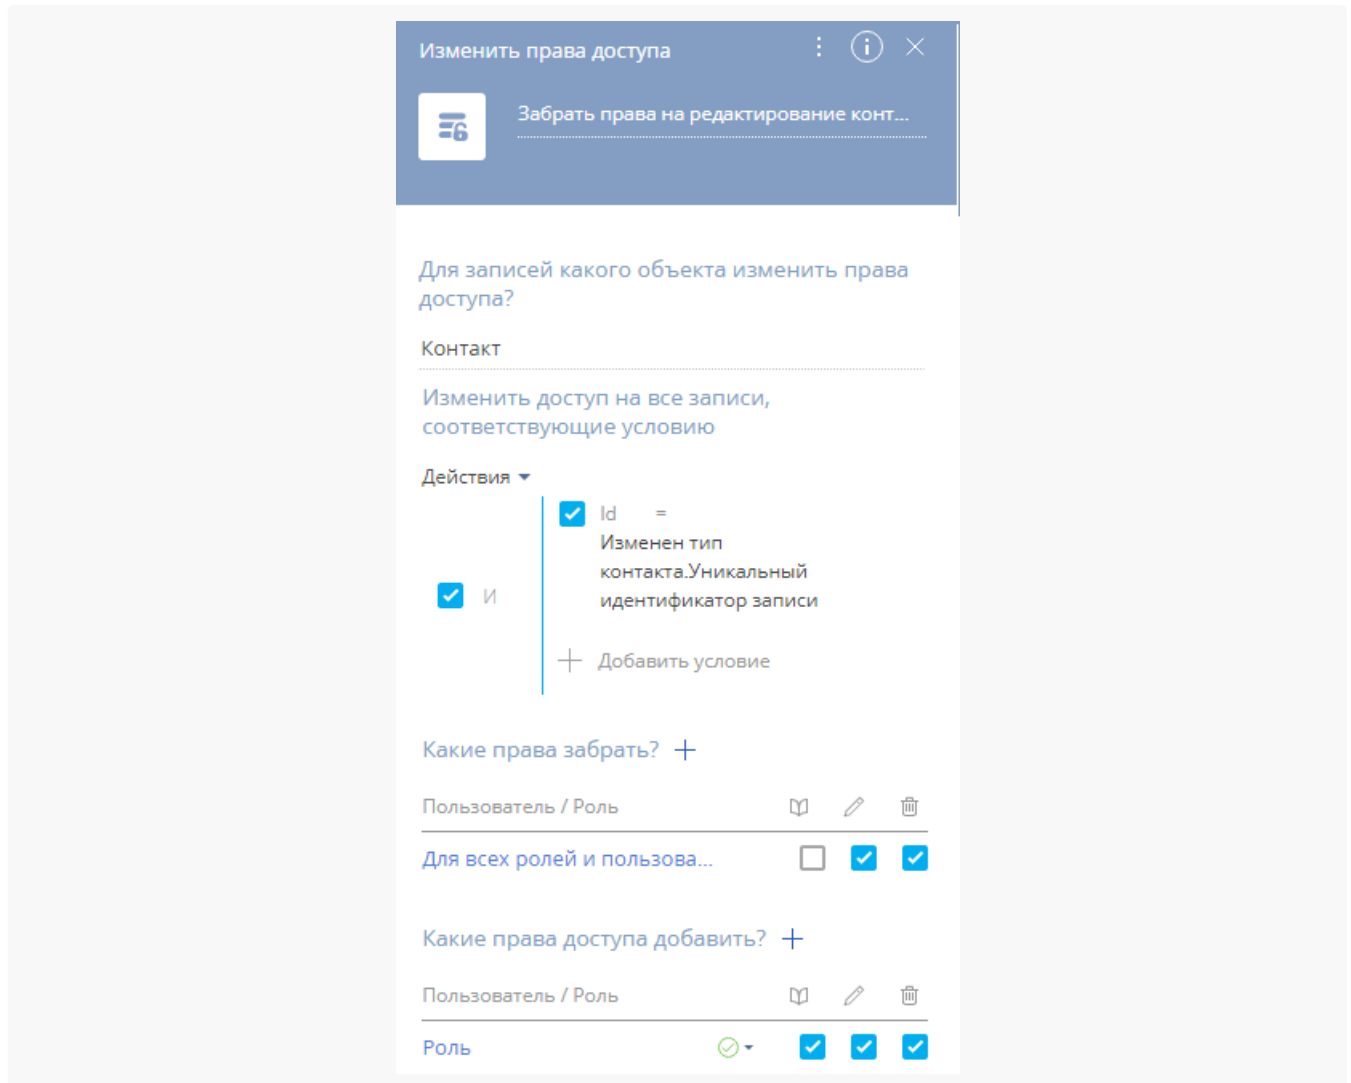 Изменить права доступа
Забрать права на редактирование конт...
Для записей какого объекта изменить права
доступа?
Контакт
Изменить доступ на все записи,
соответствующие условию
Действия
Id =
Изменен тип
контакта.Уникальный
идентификатор записи
И
Добавить условие
Какие права забрать?
Пользователь / Роль
Для всех ролей и пользова...
Какие права доступа добавить?
Пользователь / Роль
Роль